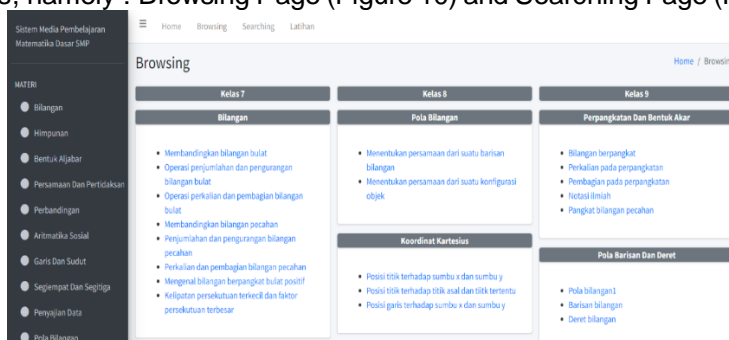 s, namely : Browsing Page (Figure 10) and Searching Page (
Sistem Media Pembelajaran
Matematika Dasar SMP
Home Browsing Searching Latihan
Browsing
Home / Browsin
MATERI
Bilangan
Himpunan
Bentuk Aljabar
Persamaan Dan Pertidaksan
Perbandingan
Aritmatika Sosial
Garis Dan Sudut
Segiempat Dan Segitiga
Penyajian Data
Pola Bilangan
Kelas 7
Bilangan
Membandingkan bilangan bulat
Operasi penjumlahan dan pengurangan
bilangan bulat
Operasi perkalian dan pembagian bilangan
bulat
Membandingkan bilangan pecahan
Penjumlahan dan pengurangan bilangan
pecahan
Perkalian dan pembagian bilangan pecahan
Mengenal bilangan berpangkat bulat positif
Kelipatan persekutuan terkecil dan faktor
persekutuan terbesar
Kelas 8
Pola Bilangan
Menentukan persamaan dari suatu barisan
bilangan
Menentukan persamaan dari suatu konfigurasi
objek
Koordinat Kartesius
Posisi titik terhadap sumbu x dan sumbu y
Posisi titik terhadap titik asal dan tiitk tertentu
Posisi garis terhadap sumbu x dan sumbu y
Kelas 9
Perpangkatan Dan Bentuk Akar
Bilangan berpangkat
Perkalian pada perpangkatan
Pembagian pada perpangkatan
Notasi ilmiah
Pangkat bilangan pecahan
Pola Barisan Dan Deret
Pola bilangan1
Barisan bilangan
Deret bilangan